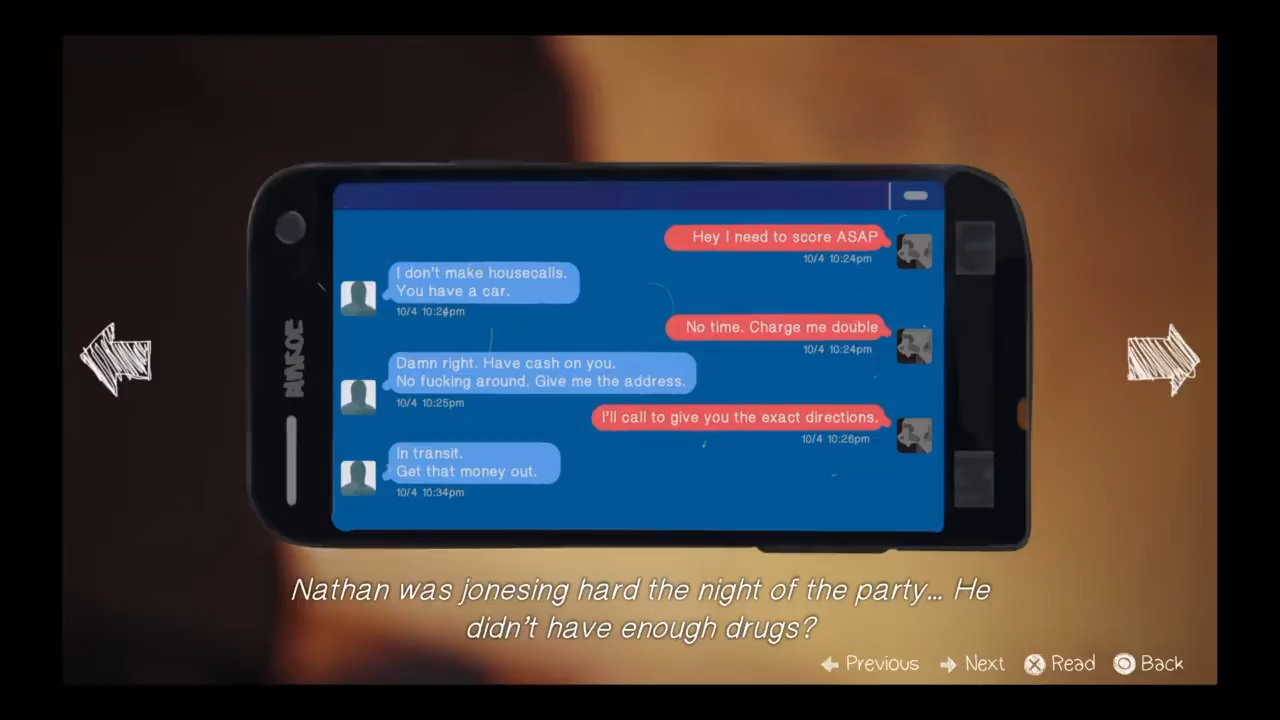 Hey I need to score ASAP
10/4 10:24pm
I don't make housecalls.
You have a car.
10/4 10:24pm
No time. Charge me double
10/4 10:24pm
Damn right. Have cash on you.
No fucking around. Give me the address.
10/4 10:25pm
I'll call to give you the exact directions.
10/4 10:26pm
In transit.
Get that money out.
10/4 10:34pm
Nathan was jonesing hard the night of the party... He
didn't have enough drugs?
Previous Next Read Back